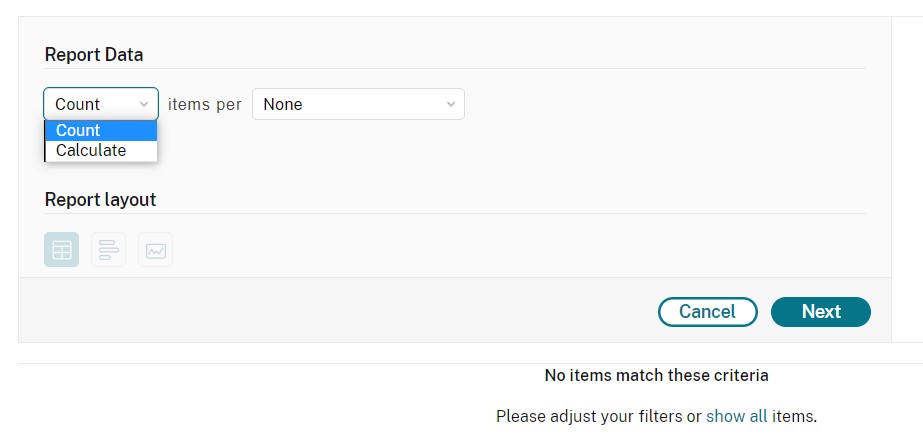 Report Data
Count items per None
Count
Calculate
Report layout
Cancel Next
No items match these criteria
Please adjust your filters or show all items.